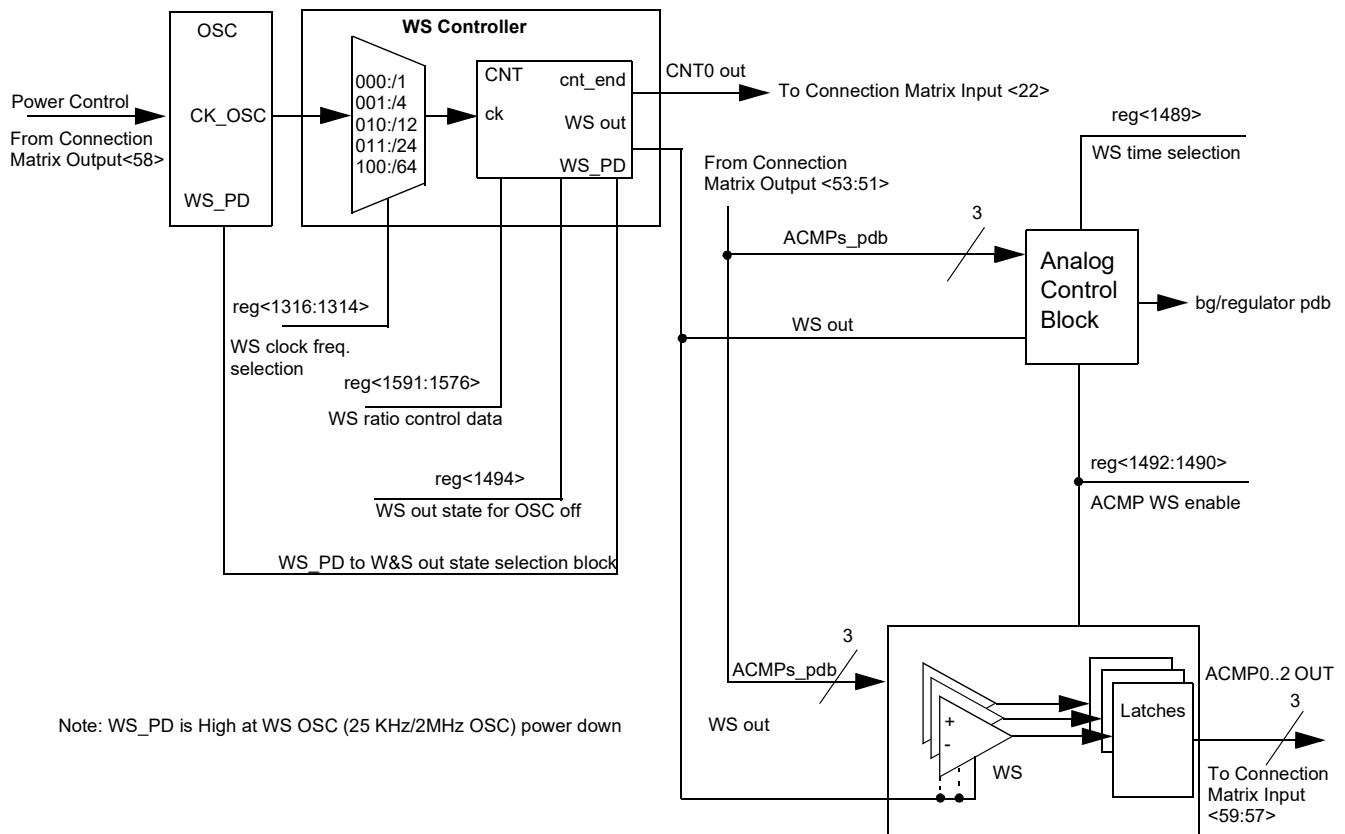 OSC
CK_OSC
WS_PD
Power Control
From Connection
Matrix Output<58>
WS Controller
000:/1
001:/4
010:/12
011:/24
100:/64
CNT
cnt_end
ck
WS out
WS_PD
CNT0 out
To Connection Matrix Input <22>
reg<1316:1314>
WS clock freq.
selection
reg<1591:1576>
WS ratio control data
reg<1494>
WS out state for OSC off
WS_PD to W&S out state selection block
From Connection
Matrix Output <53:51>
ACMPs_pdb
3
WS out
reg<1489>
WS time selection
Analog
Control
Block
bg/regulator pdb
reg<1492:1490>
ACMP WS enable
ACMPs_pdb
3
WS out
+
-
WS
Latches
ACMP0..2 OUT
3
To Connection
Matrix Input
<59:57>
Note: WS_PD is High at WS OSC (25 KHz/2MHz OSC) power down